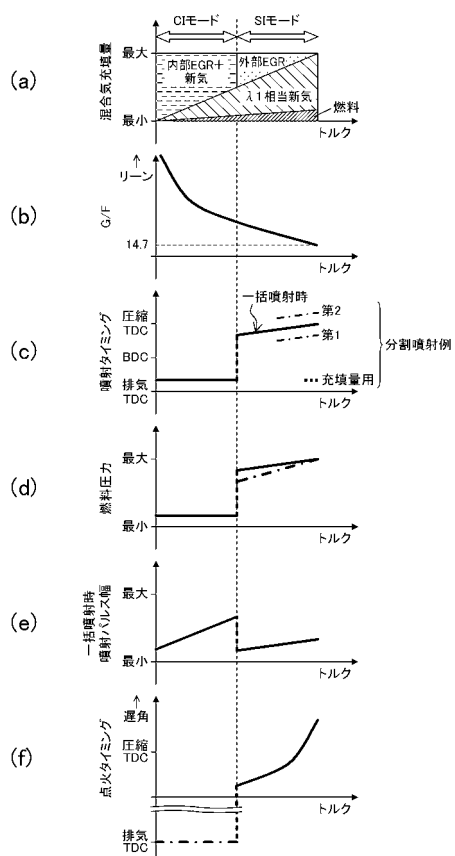 CIモード
SIモード
(a)
混合気充填量
最大
最小
内部EGR+
新気
外部EGR
λ1相当新気
燃料
トルク
(b)
G/F
↑
リーン
14.7
トルク
(c)
噴射タイミング
圧縮
TDC
BDC
排気
TDC
一括噴射時
第2
第1
充填量用
分割噴射例
トルク
(d)
燃料圧力
最大
最小
トルク
(e)
一括噴射時
噴射パルス幅
最大
最小
トルク
(f)
点火タイミング
↑
遅角
圧縮
TDC
排気
TDC
トルク